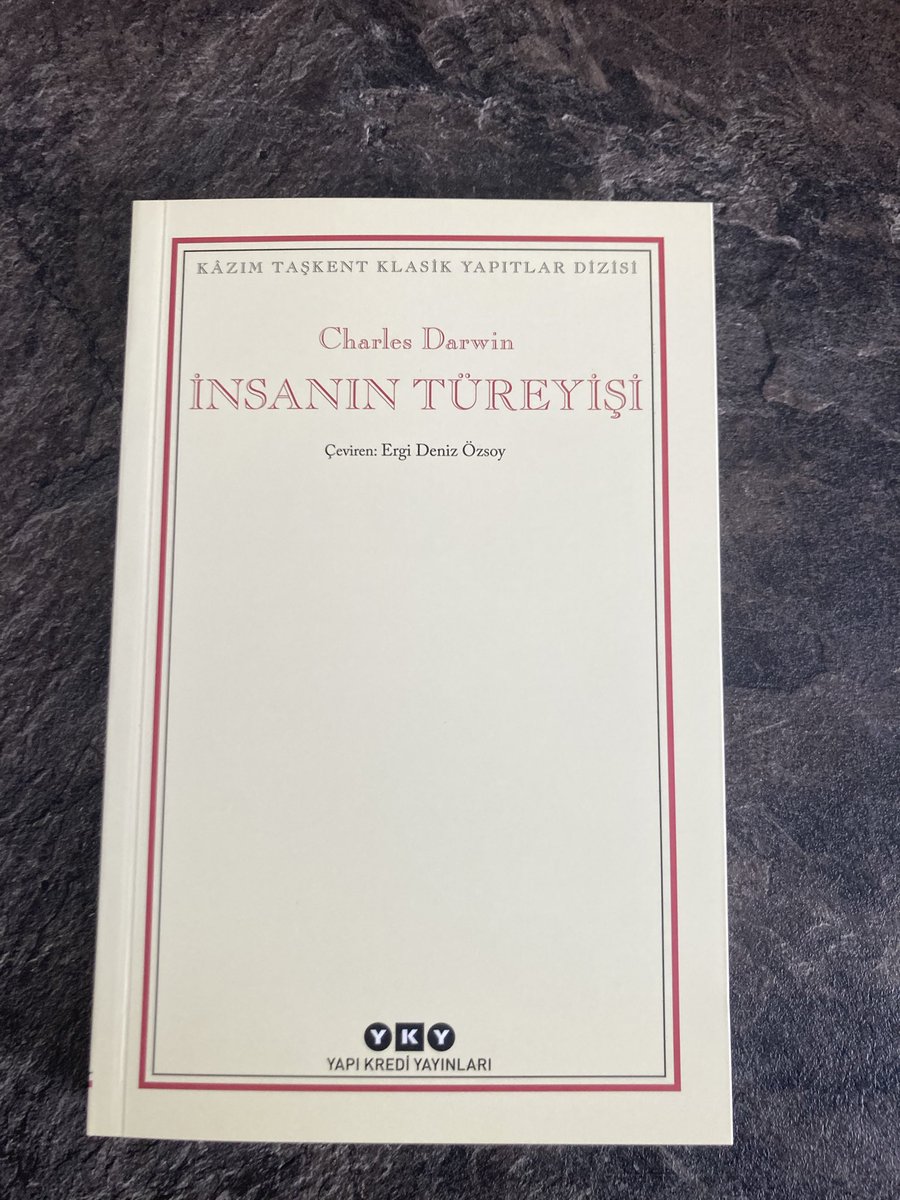 KÂZIM TAŞKENT KLASİK YAPITLAR DİZİSİ
Charles Darwin
İNSANIN TÜREYİŞİ
Çeviren: Ergi Deniz Özsoy
YKY
YAPI KREDİ YAYINLARI